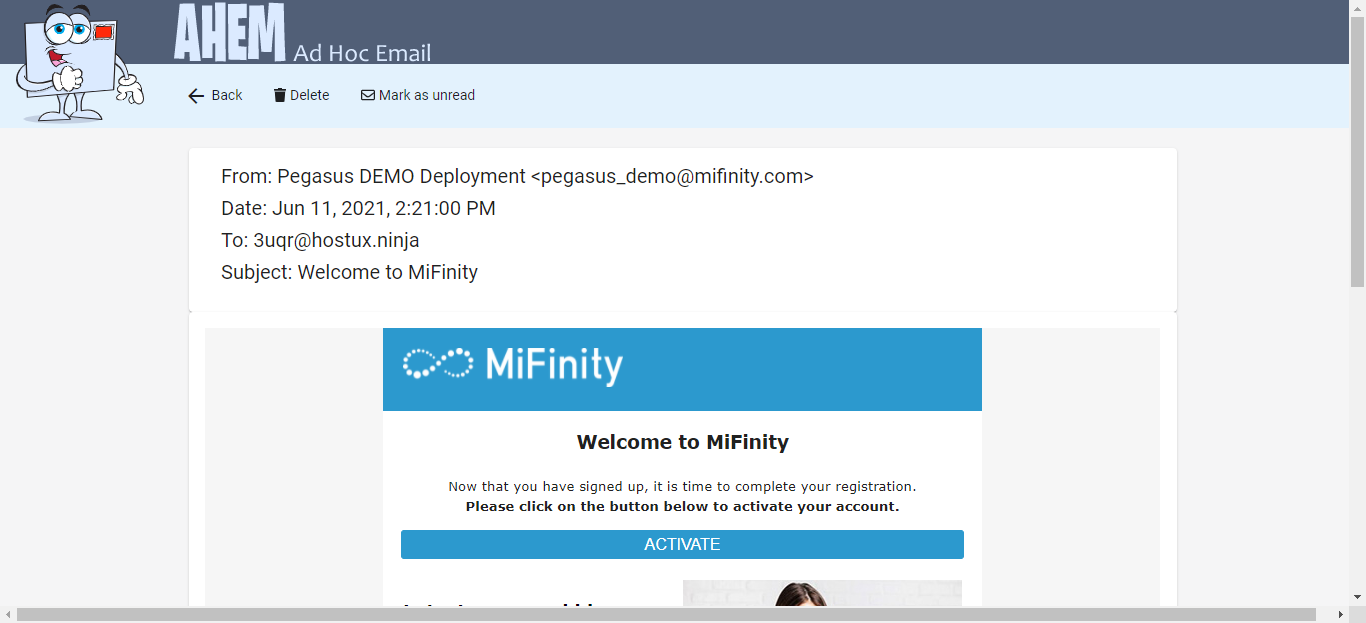 AHEM Ad Hoc Email
Back Delete Mark as unread
From: Pegasus DEMO Deployment <pegasus_demo@mifinity.com>
Date: Jun 11, 2021, 2:21:00 PM
To: 3uqr@hostux.ninja
Subject: Welcome to MiFinity
MiFinity
Welcome to MiFinity
Now that you have signed up, it is time to complete your registration.
Please click on the button below to activate your account.
ACTIVATE